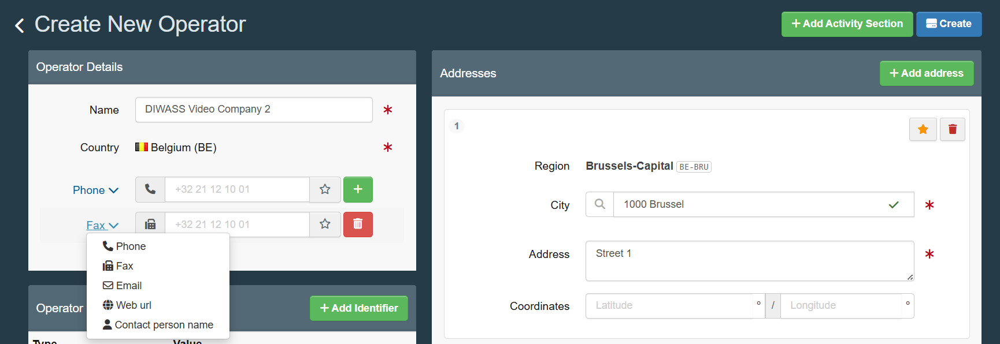 Create New Operator
Add Activity Section
Create
Operator Details
Name
DIWASS Video Company 2
Country
Belgium (BE)
Phone
+32 21 12 10 01
Fax
+32 21 12 10 01
Phone
Fax
Email
Web url
Contact person name
Operator
Add Identifier
Type
Value
Addresses
Add address
1
Region
Brussels-Capital BE-BRU
City
1000 Brussel
Address
Street 1
Coordinates
Latitude
º
/
Longitude
º